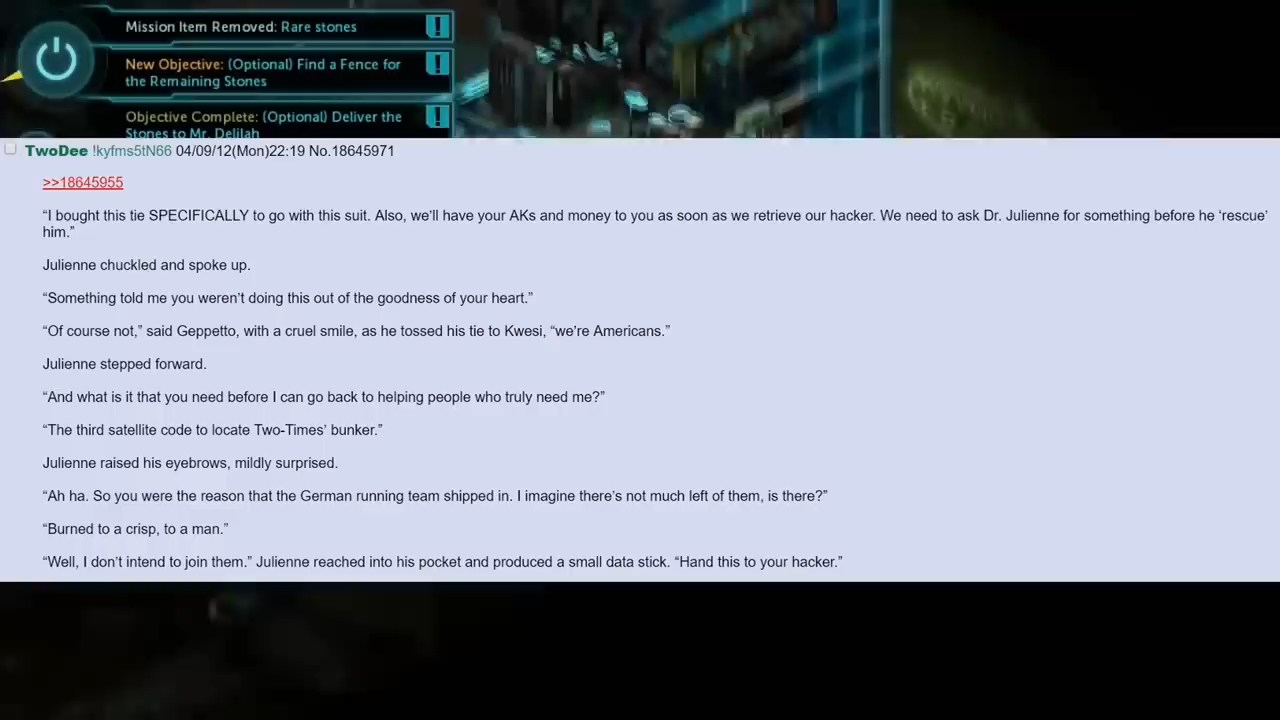 Mission Item Removed: Rare stones
New Objective: (Optional) Find a Fence for
the Remaining Stones
Objective Complete: (Optional) Deliver the
Stones to Mr. Delilah
TwoDee !kyfms5tN66 04/09/12(Mon)22:19 No.18645971
>>18645955
“I bought this tie SPECIFICALLY to go with this suit. Also, we’ll have your AKs and money to you as soon as we retrieve our hacker. We need to ask Dr. Julienne for something before he ‘rescue’
him.”
Julienne chuckled and spoke up.
“Something told me you weren’t doing this out of the goodness of your heart.”
“Of course not,” said Geppetto, with a cruel smile, as he tossed his tie to Kwesi, “we’re Americans.”
Julienne stepped forward.
“And what is it that you need before I can go back to helping people who truly need me?”
“The third satellite code to locate Two-Times’ bunker.”
Julienne raised his eyebrows, mildly surprised.
“Ah ha. So you were the reason that the German running team shipped in. I imagine there’s not much left of them, is there?”
“Burned to a crisp, to a man.”
“Well, I don’t intend to join them.” Julienne reached into his pocket and produced a small data stick. “Hand this to your hacker.”